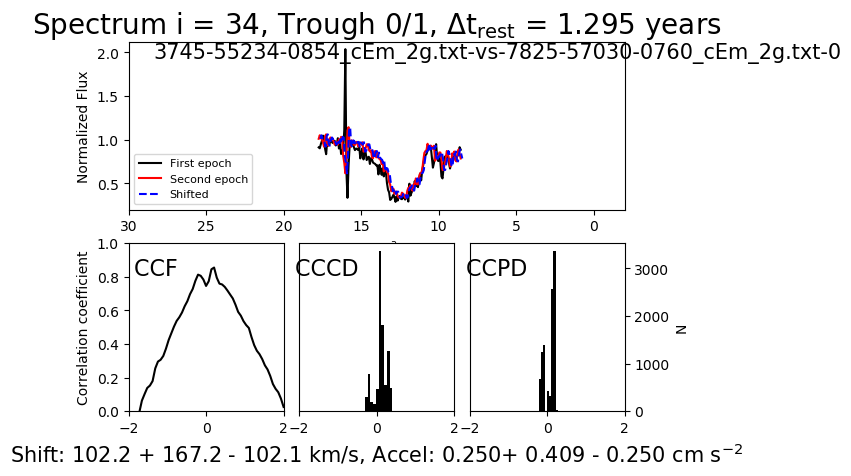 Spectrum i = 34, Trough 0/1, Δt_rest = 1.295 years
3745-55234-0854_cEm_2g.txt-vs-7825-57030-0760_cEm_2g.txt-0
Normalized Flux
2.0
1.5
1.0
0.5
First epoch
Second epoch
Shifted
30 25 20 15 10 5 0
Correlation coefficient
1.0
0.8
0.6
0.4
0.2
0.0
CCF
CCCD
CCPD
3000
2000
1000
0
N
−2 0 2
−2 0 2
−2 0 2
Shift: 102.2 + 167.2 - 102.1 km/s, Accel: 0.250+ 0.409 - 0.250 cm s⁻²